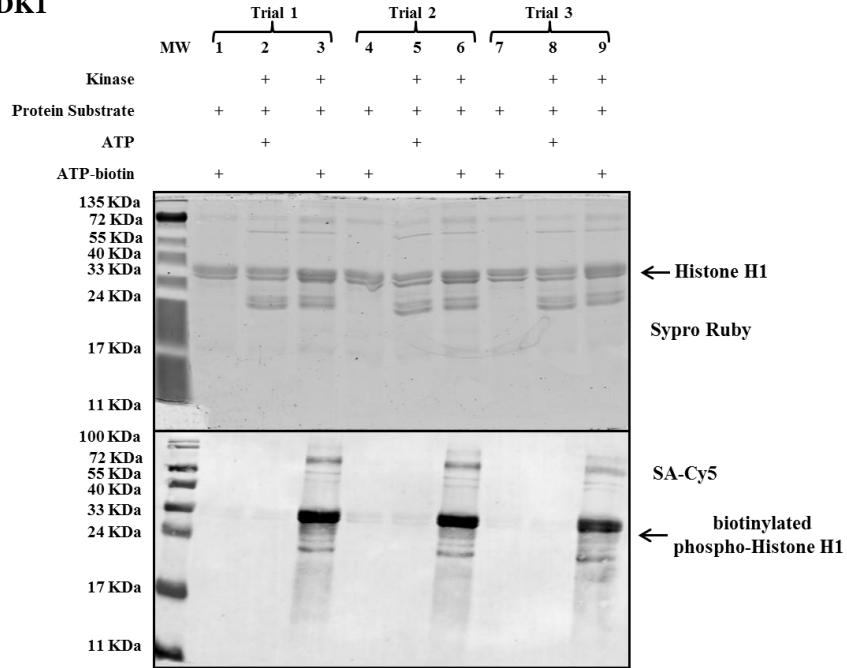 DK1
Trial 1 Trial 2 Trial 3
MW 1 2 3 4 5 6 7 8 9
Kinase + + + + + +
Protein Substrate + + + + + + + + +
ATP + + +
ATP-biotin + + + + + +
135 KDa
72 KDa
55 KDa
40 KDa
33 KDa
24 KDa
17 KDa
11 KDa
Histone H1
Sypro Ruby
100 KDa
72 KDa
55 KDa
40 KDa
33 KDa
24 KDa
17 KDa
11 KDa
SA-Cy5
biotinylated
phospho-Histone H1